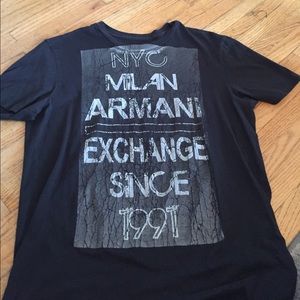 NYC
MILAN
ARMANI
EXCHANGE
SINCE
1991